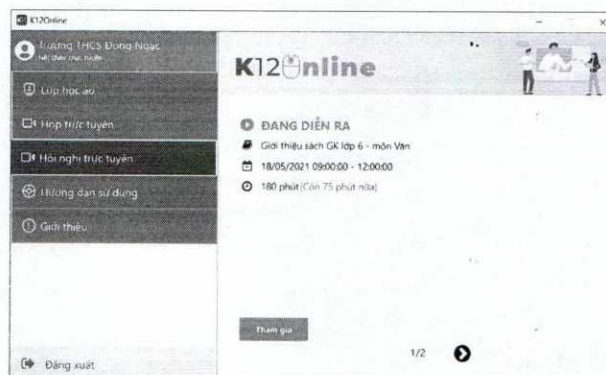 K12Online
Trường THCS Đông Ngạc
K12Online
Lớp học ảo
Họp trực tuyến
Hội nghị trực tuyến
Hướng dẫn sử dụng
Giới thiệu
Đăng xuất
ĐANG DIỄN RA
Giới thiệu sách GK lớp 6 - môn Văn
18/05/2021 09:00:00 - 12:00:00
180 phút (Còn 75 phút nữa)
Tham gia
1/2